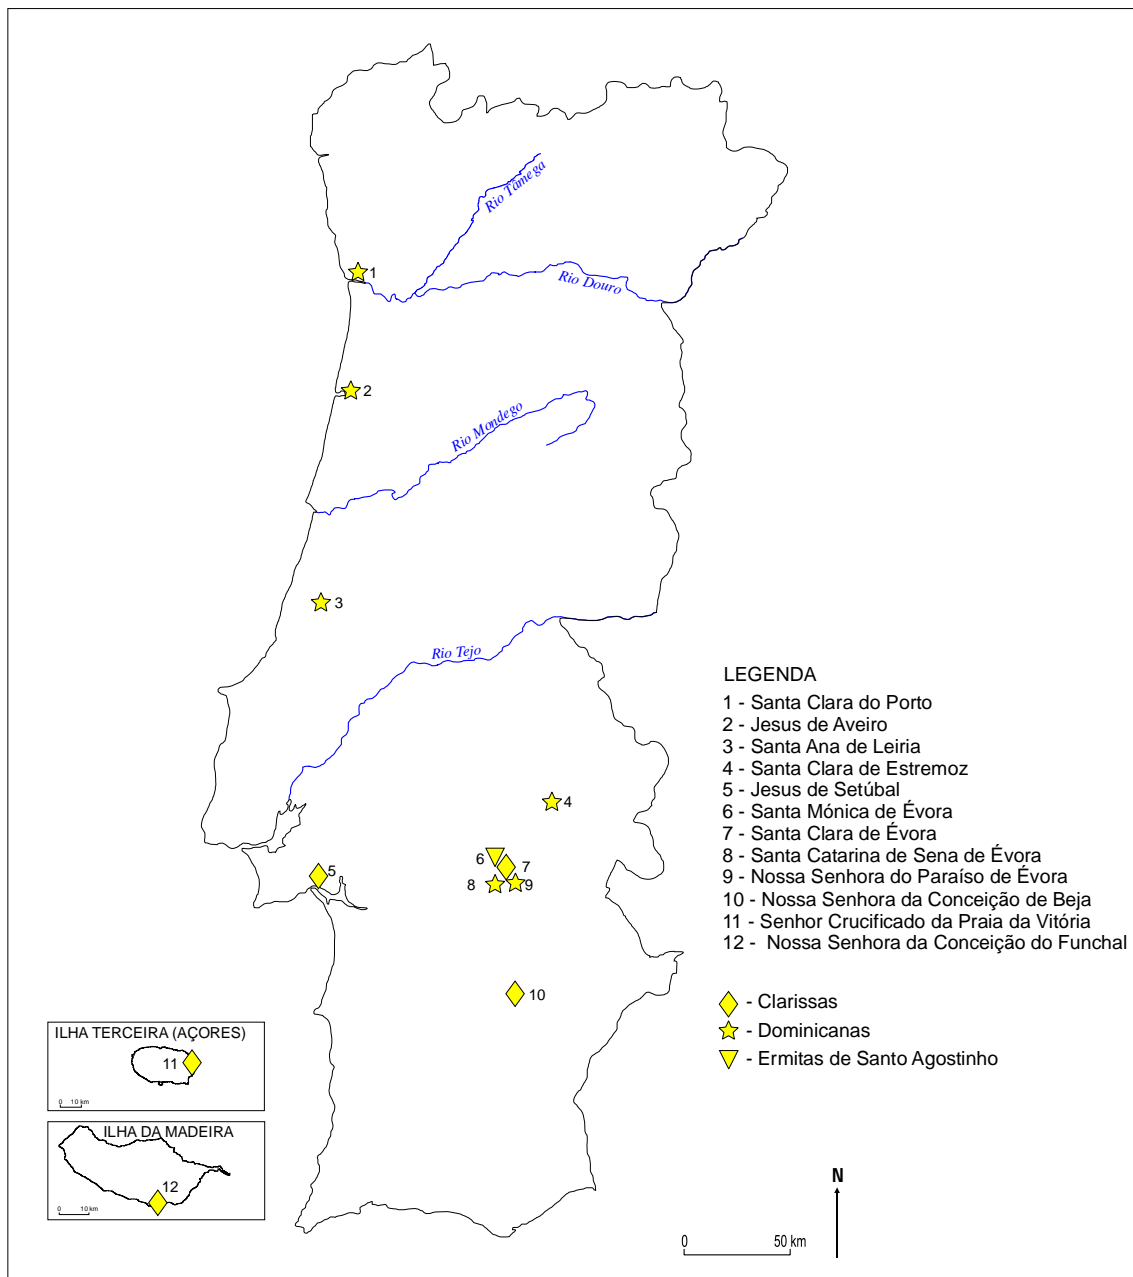 Rio Tâmega
1
Rio Douro
2
Rio Mondego
3
Rio Tejo
LEGENDA
1 - Santa Clara do Porto
2 - Jesus de Aveiro
3 - Santa Ana de Leiria
4 - Santa Clara de Estremoz
5 - Jesus de Setúbal
6 - Santa Mónica de Évora
7 - Santa Clara de Évora
8 - Santa Catarina de Sena de Évora
9 - Nossa Senhora do Paraíso de Évora
10 - Nossa Senhora da Conceição de Beja
11 - Senhor Crucificado da Praia da Vitória
12 - Nossa Senhora da Conceição do Funchal
4
6
7
5
8
9
10
- Clarissas
- Dominicanas
- Ermitas de Santo Agostinho
ILHA TERCEIRA (AÇORES)
11
0 10 km
ILHA DA MADEIRA
12
0 10 km
N
0 50 km